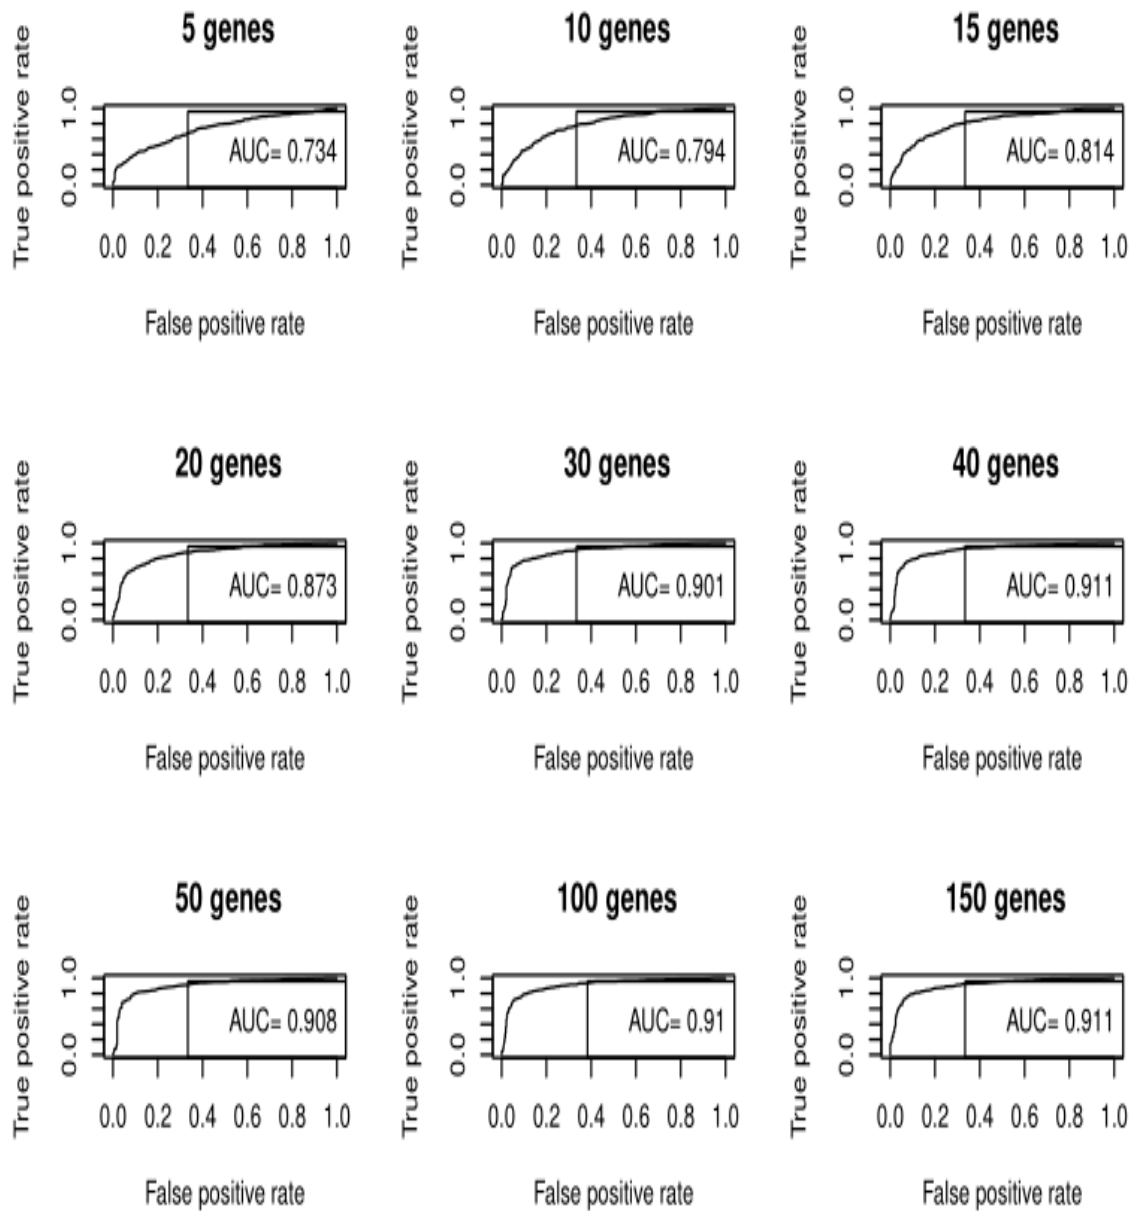 5 genes
True positive rate
1.0
0.0
AUC= 0.734
0.0 0.2 0.4 0.6 0.8 1.0
False positive rate
10 genes
True positive rate
1.0
0.0
AUC= 0.794
0.0 0.2 0.4 0.6 0.8 1.0
False positive rate
15 genes
True positive rate
1.0
0.0
AUC= 0.814
0.0 0.2 0.4 0.6 0.8 1.0
False positive rate
20 genes
True positive rate
1.0
0.0
AUC= 0.873
0.0 0.2 0.4 0.6 0.8 1.0
False positive rate
30 genes
True positive rate
1.0
0.0
AUC= 0.901
0.0 0.2 0.4 0.6 0.8 1.0
False positive rate
40 genes
True positive rate
1.0
0.0
AUC= 0.911
0.0 0.2 0.4 0.6 0.8 1.0
False positive rate
50 genes
True positive rate
1.0
0.0
AUC= 0.908
0.0 0.2 0.4 0.6 0.8 1.0
False positive rate
100 genes
True positive rate
1.0
0.0
AUC= 0.91
0.0 0.2 0.4 0.6 0.8 1.0
False positive rate
150 genes
True positive rate
1.0
0.0
AUC= 0.911
0.0 0.2 0.4 0.6 0.8 1.0
False positive rate